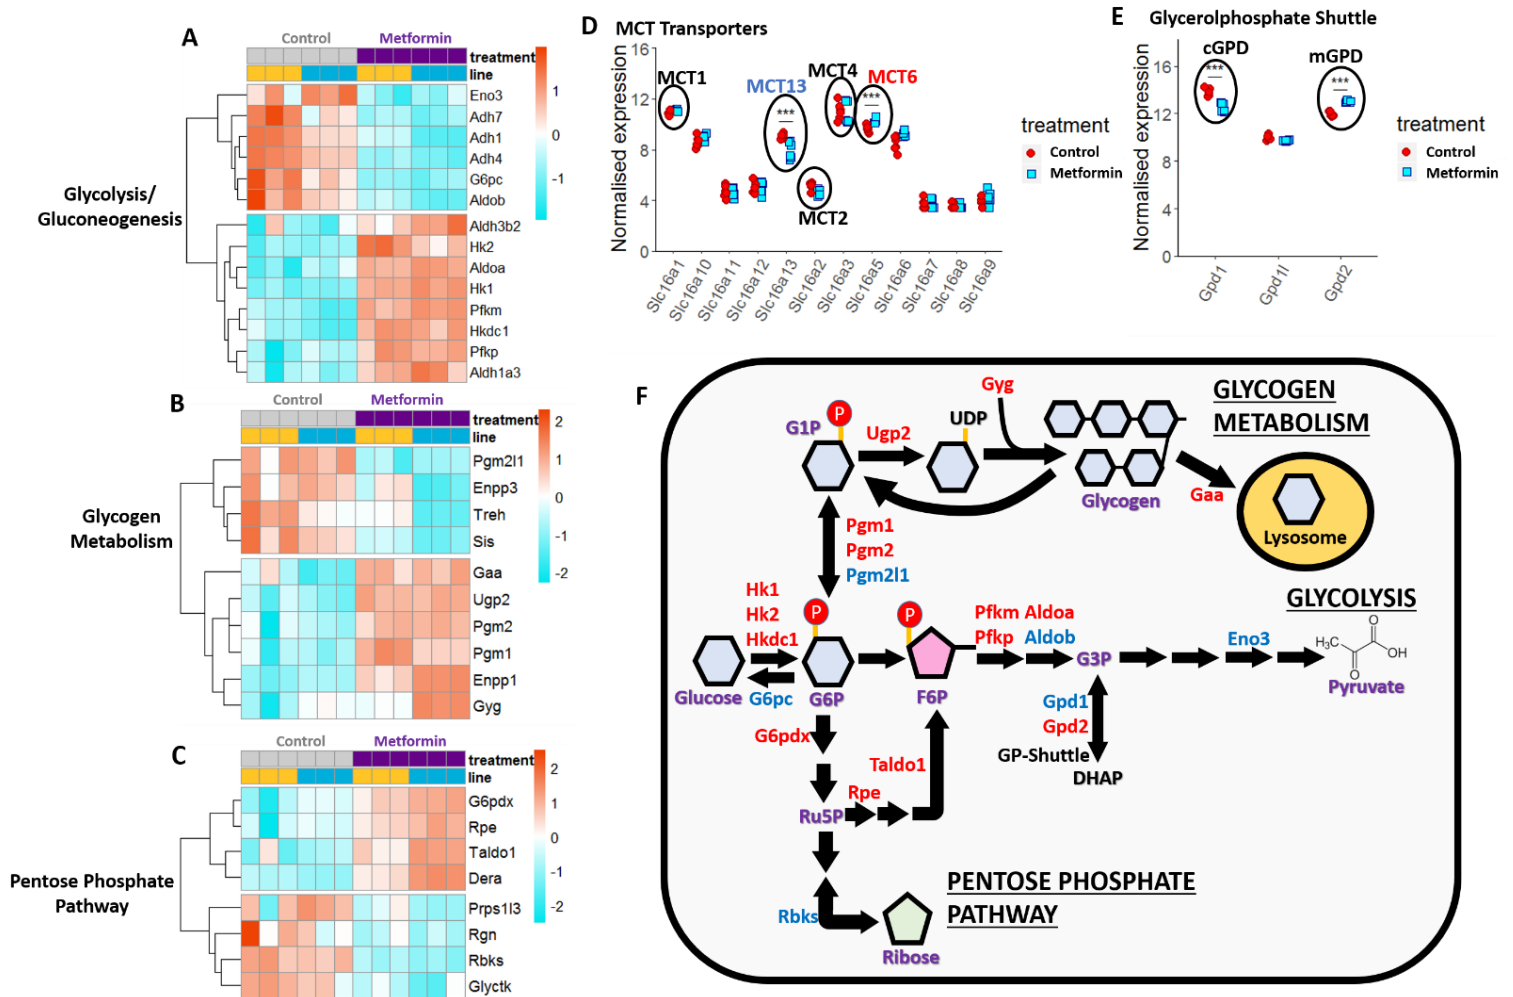 A
Control
Metformin
treatment
line
Eno3
Adh7
Adh1
Adh4
G6pc
Aldob
Aldh3b2
Hk2
Aldoa
Hk1
Pfkm
Hkdc1
Pfkp
Aldh1a3
1
0
-1
Glycolysis/
Gluconeogenesis
B
Control
Metformin
treatment
line
Pgm2l1
Enpp3
Treh
Sis
Gaa
Ugp2
Pgm2
Pgm1
Enpp1
Gyg
2
1
0
-1
-2
Glycogen
Metabolism
C
Control
Metformin
treatment
line
G6pdx
Rpe
Taldo1
Dera
Prps1l3
Rgn
Rbks
Glyctk
2
1
0
-1
-2
Pentose Phosphate
Pathway
D
MCT Transporters
Normalised expression
16
12
8
4
0
MCT1
MCT13
***
MCT2
MCT4
MCT6
***
Slc16a1
Slc16a10
Slc16a11
Slc16a12
Slc16a13
Slc16a2
Slc16a3
Slc16a5
Slc16a6
Slc16a7
Slc16a8
Slc16a9
treatment
Control
Metformin
E
Glycerolphosphate Shuttle
Normalised expression
16
12
8
4
0
cGPD
***
mGPD
***
Gpd1
Gpd1l
Gpd2
treatment
Control
Metformin
F
GLYCOGEN
METABOLISM
Gyg
G1P
P
Ugp2
UDP
Glycogen
Gaa
Lysosome
Pgm1
Pgm2
Pgm2l1
GLYCOLYSIS
Hk1
Hk2
Hkdc1
P
P
Pfkm Aldoa
Pfkp Aldob
Eno3
H₃C
O
OH
O
Glucose
G6pc
G6P
F6P
G3P
Pyruvate
Gpd1
Gpd2
GP-Shuttle
DHAP
G6pdx
Taldo1
Rpe
Ru5P
PENTOSE PHOSPHATE
PATHWAY
Rbks
Ribose